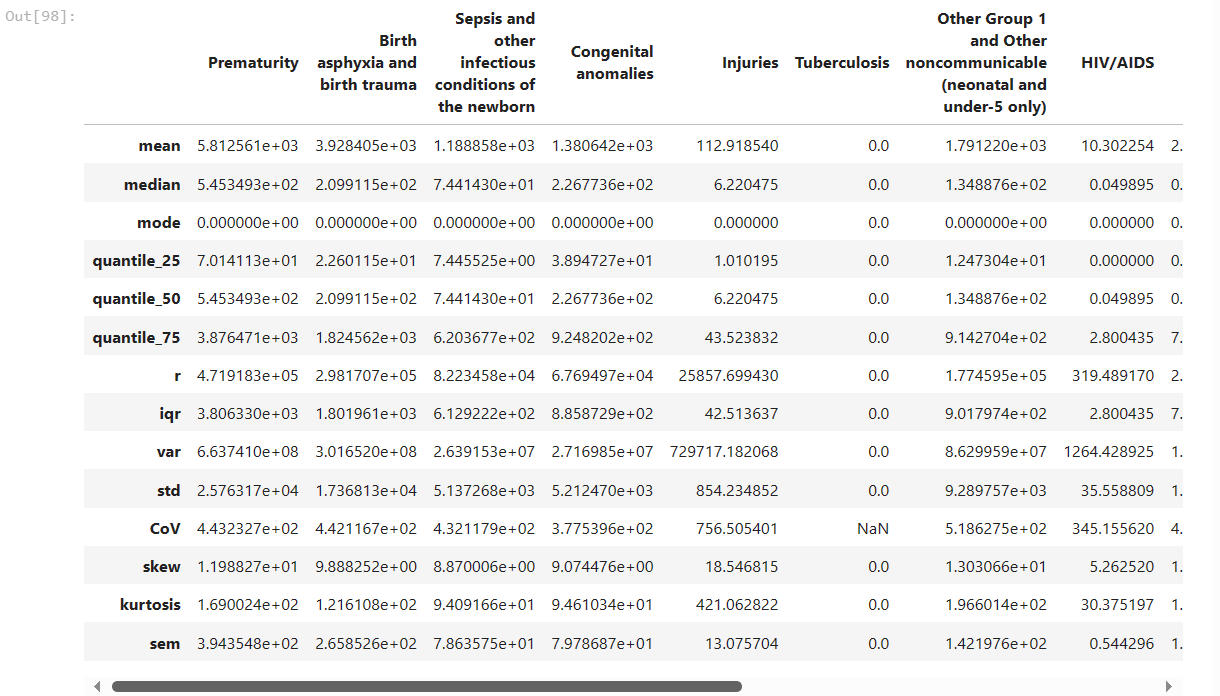 Out[98]:
Prematurity Birth asphyxia and birth trauma Sepsis and other infectious conditions of the newborn Congenital anomalies Injuries Tuberculosis Other Group 1 and Other noncommunicable (neonatal and under-5 only) HIV/AIDS
mean 5.812561e+03 3.928405e+03 1.188858e+03 1.380642e+03 112.918540 0.0 1.791220e+03 10.302254 2.
median 5.453493e+02 2.099115e+02 7.441430e+01 2.267736e+02 6.220475 0.0 1.348876e+02 0.049895 0.
mode 0.000000e+00 0.000000e+00 0.000000e+00 0.000000e+00 0.000000 0.0 0.000000e+00 0.000000 0.
quantile_25 7.014113e+01 2.260115e+01 7.445525e+00 3.894727e+01 1.010195 0.0 1.247304e+01 0.000000 0.
quantile_50 5.453493e+02 2.099115e+02 7.441430e+01 2.267736e+02 6.220475 0.0 1.348876e+02 0.049895 0.
quantile_75 3.876471e+03 1.824562e+03 6.203677e+02 9.248202e+02 43.523832 0.0 9.142704e+02 2.800435 7.
r 4.719183e+05 2.981707e+05 8.223458e+04 6.769497e+04 25857.699430 0.0 1.774595e+05 319.489170 2.
iqr 3.806330e+03 1.801961e+03 6.129222e+02 8.858729e+02 42.513637 0.0 9.017974e+02 2.800435 7.
var 6.637410e+08 3.016520e+08 2.639153e+07 2.716985e+07 729717.182068 0.0 8.629959e+07 1264.428925 1.
std 2.576317e+04 1.736813e+04 5.137268e+03 5.212470e+03 854.234852 0.0 9.289757e+03 35.558809 1.
CoV 4.432327e+02 4.421167e+02 4.321179e+02 3.775396e+02 756.505401 NaN 5.186275e+02 345.155620 4.
skew 1.198827e+01 9.888252e+00 8.870006e+00 9.074476e+00 18.546815 0.0 1.303066e+01 5.262520 1.
kurtosis 1.690024e+02 1.216108e+02 9.409166e+01 9.461034e+01 421.062822 0.0 1.966014e+02 30.375197 1.
sem 3.943548e+02 2.658526e+02 7.863575e+01 7.978687e+01 13.075704 0.0 1.421976e+02 0.544296 1.